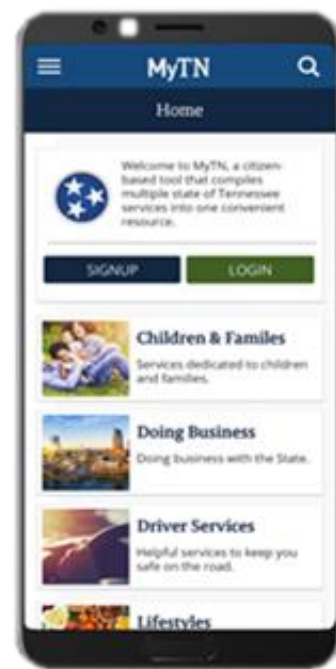 MyTN
Home
Welcome to MyTN, a citizen-
based tool that compiles
multiple state of Tennessee
services into one convenient
resource.
SIGNUP
LOGIN
Children & Familes
Services dedicated to children
and families.
Doing Business
Doing business with the State.
Driver Services
Helpful services to keep you
safe on the road.
Lifestyles